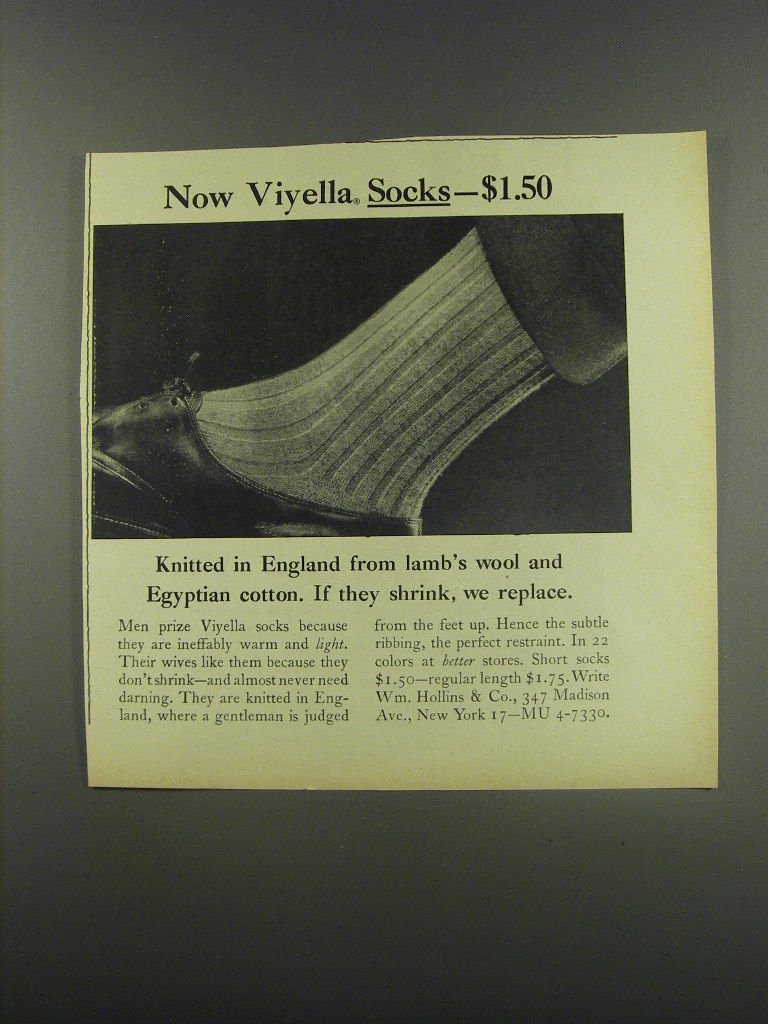 Now Viyella® Socks—$1.50
Knitted in England from lamb's wool and
Egyptian cotton. If they shrink, we replace.
Men prize Viyella socks because
they are ineffably warm and light.
Their wives like them because they
don't shrink—and almost never need
darning. They are knitted in Eng-
land, where a gentleman is judged
from the feet up. Hence the subtle
ribbing, the perfect restraint. In 22
colors at better stores. Short socks
$1.50—regular length $1.75. Write
Wm. Hollins & Co., 347 Madison
Ave., New York 17—MU 4-7330.